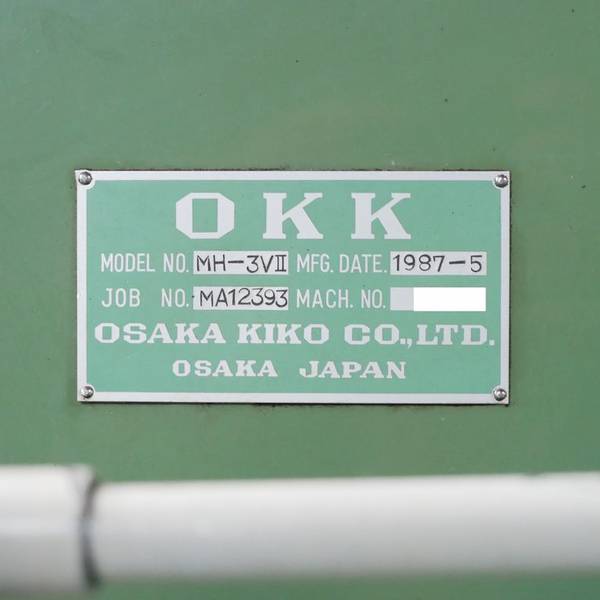 OKK
MODEL NO. MH-3VII MFG. DATE. 1987-5
JOB NO. MA12393 MACH. NO.
OSAKA KIKO CO., LTD.
OSAKA JAPAN